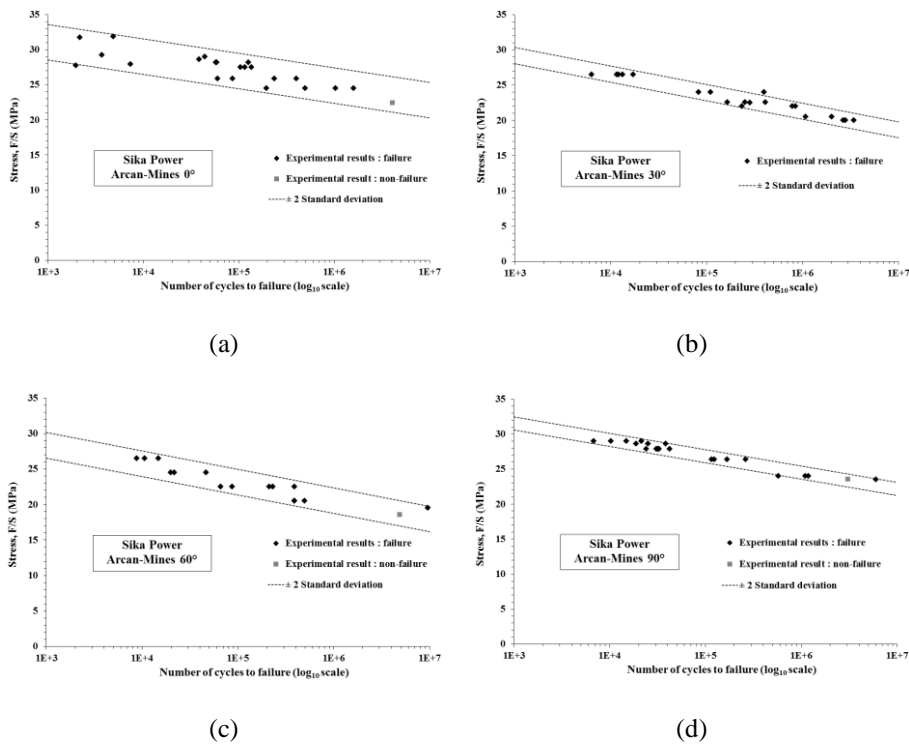 35
30
25
20
15
10
5
0
Stress, F/S (MPa)
Sika Power
Arcan-Mines 0°
Experimental results : failure
Experimental result : non-failure
± 2 Standard deviation
1E+3 1E+4 1E+5 1E+6 1E+7
Number of cycles to failure (log10 scale)
(a)
35
30
25
20
15
10
5
0
Stress, F/S (MPa)
Sika Power
Arcan-Mines 30°
Experimental results : failure
± 2 Standard deviation
1E+3 1E+4 1E+5 1E+6 1E+7
Number of cycles to failure (log10 scale)
(b)
35
30
25
20
15
10
5
0
Stress, F/S (MPa)
Sika Power
Arcan-Mines 60°
Experimental results : failure
Experimental result : non-failure
± 2 Standard deviation
1E+3 1E+4 1E+5 1E+6 1E+7
Number of cycles to failure (log10 scale)
(c)
35
30
25
20
15
10
5
0
Stress, F/S (MPa)
Sika Power
Arcan-Mines 90°
Experimental results : failure
Experimental result : non-failure
± 2 Standard deviation
1E+3 1E+4 1E+5 1E+6 1E+7
Number of cycles to failure (log10 scale)
(d)